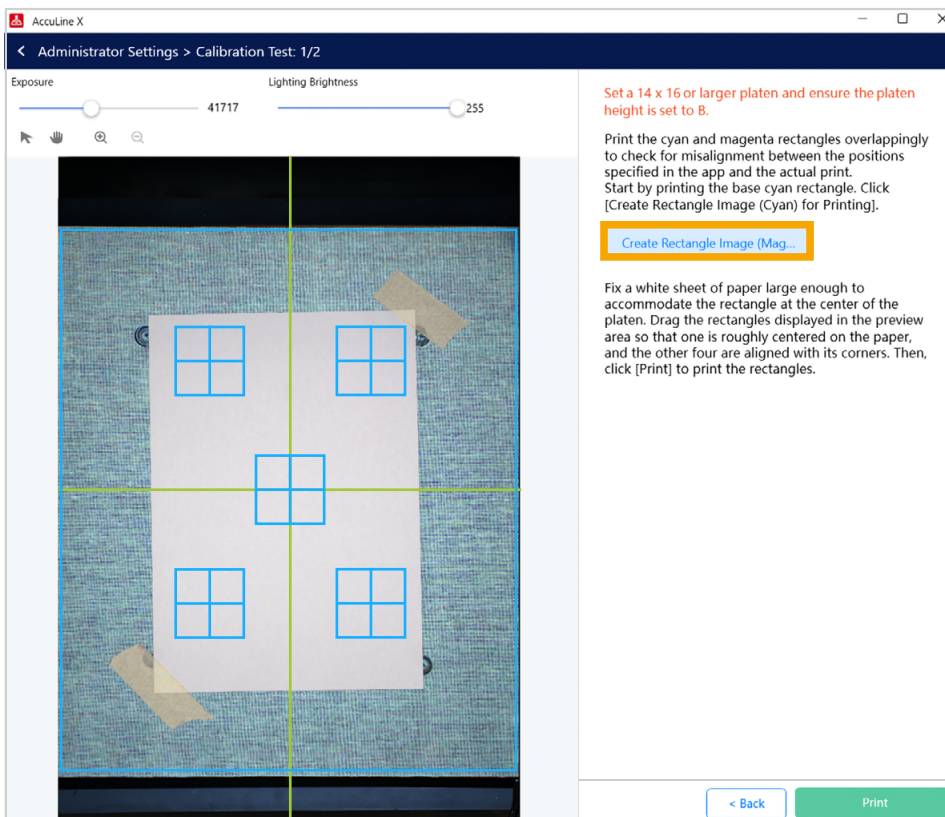 AccuLine X
Administrator Settings > Calibration Test: 1/2
Exposure
41717
Lighting Brightness
255
Set a 14 x 16 or larger platen and ensure the platen
height is set to B.
Print the cyan and magenta rectangles overlappingly
to check for misalignment between the positions
specified in the app and the actual print.
Start by printing the base cyan rectangle. Click
[Create Rectangle Image (Cyan) for Printing].
Create Rectangle Image (Mag...
Fix a white sheet of paper large enough to
accommodate the rectangle at the center of the
platen. Drag the rectangles displayed in the preview
area so that one is roughly centered on the paper,
and the other four are aligned with its corners. Then,
click [Print] to print the rectangles.
< Back
Print